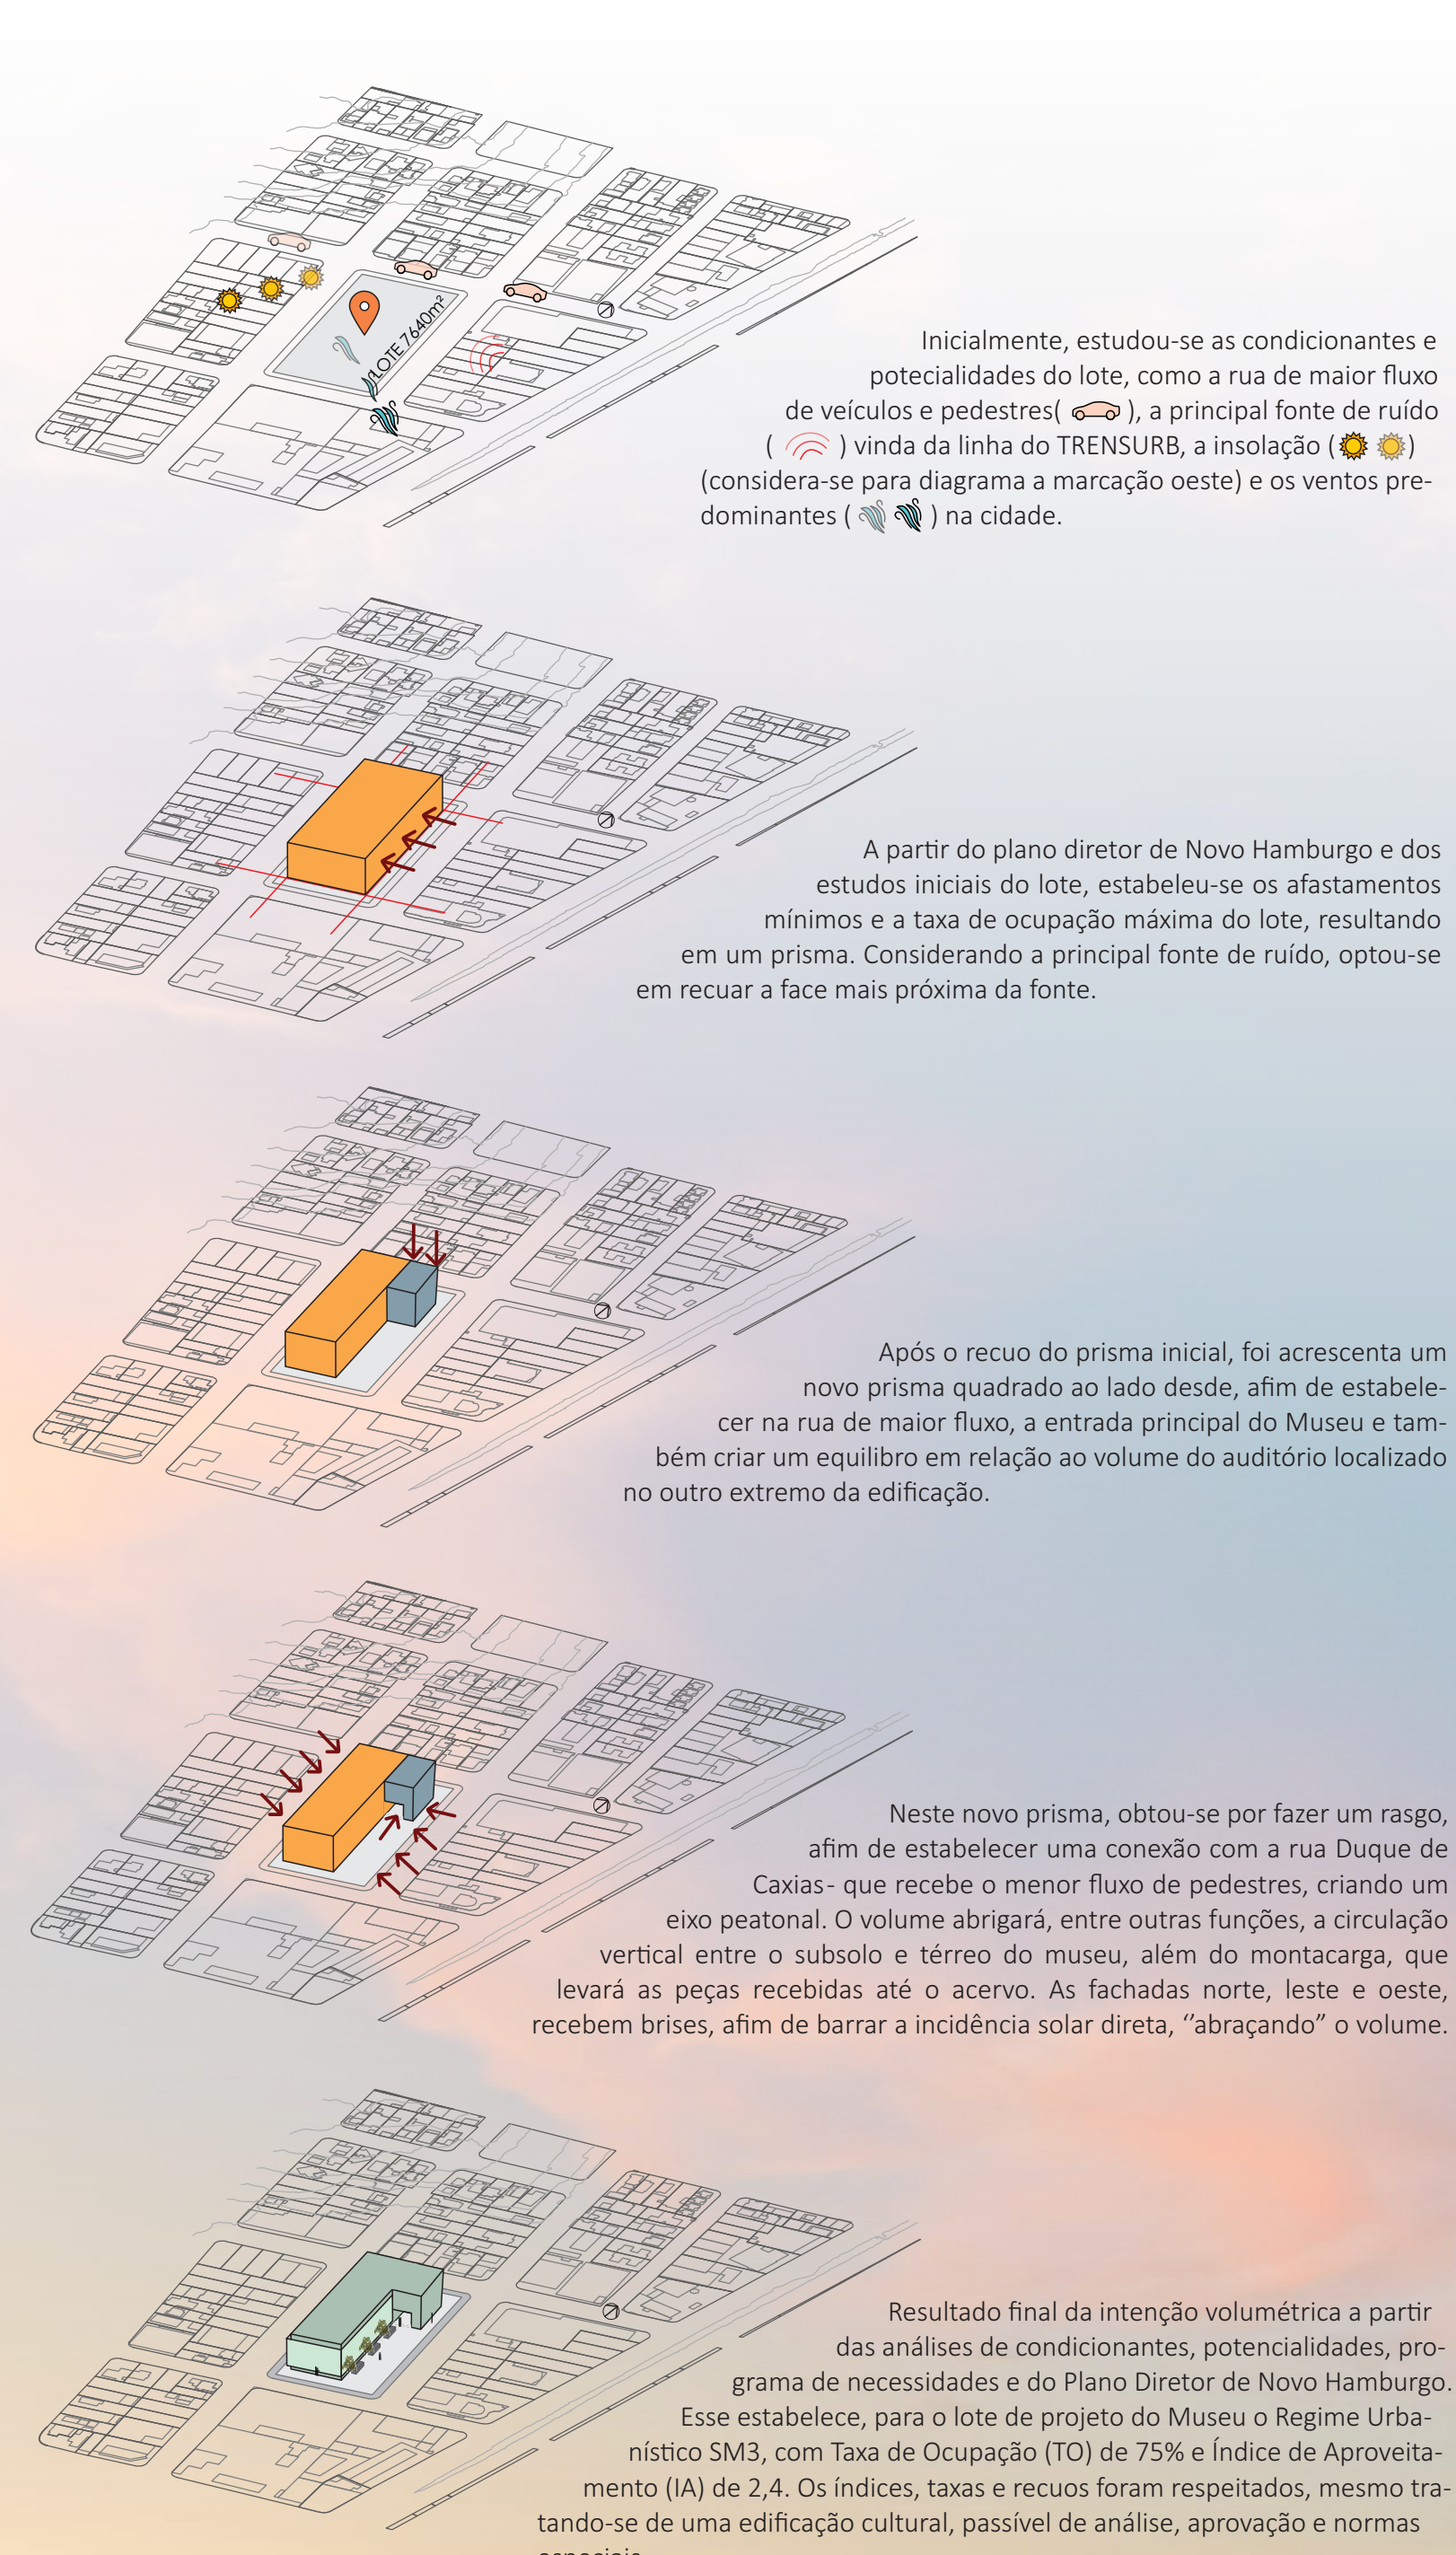 LOTE 7640m²
Inicialmente, estudou-se as condicionantes e
potecialidades do lote, como a rua de maior fluxo
de veículos e pedestres( ), a principal fonte de ruído
( ) vinda da linha do TRENSURB, a insolação ( )
(considera-se para diagrama a marcação oeste) e os ventos pre-
dominantes ( ) na cidade.
A partir do plano diretor de Novo Hamburgo e dos
estudos iniciais do lote, estabeleu-se os afastamentos
mínimos e a taxa de ocupação máxima do lote, resultando
em um prisma. Considerando a principal fonte de ruído, optou-se
em recuar a face mais próxima da fonte.
Após o recuo do prisma inicial, foi acrescenta um
novo prisma quadrado ao lado desde, afim de estabele-
cer na rua de maior fluxo, a entrada principal do Museu e tam-
bém criar um equilibro em relação ao volume do auditório localizado
no outro extremo da edificação.
Neste novo prisma, obtou-se por fazer um rasgo,
afim de estabelecer uma conexão com a rua Duque de
Caxias- que recebe o menor fluxo de pedestres, criando um
eixo peatonal. O volume abrigará, entre outras funções, a circulação
vertical entre o subsolo e térreo do museu, além do montacarga, que
levará as peças recebidas até o acervo. As fachadas norte, leste e oeste,
recebem brises, afim de barrar a incidência solar direta, “abraçando” o volume.
Resultado final da intenção volumétrica a partir
das análises de condicionantes, potencialidades, pro-
grama de necessidades e do Plano Diretor de Novo Hamburgo.
Esse estabelece, para o lote de projeto do Museu o Regime Urba-
nístico SM3, com Taxa de Ocupação (TO) de 75% e Índice de Aproveita-
mento (IA) de 2,4. Os índices, taxas e recuos foram respeitados, mesmo tra-
tando-se de uma edificação cultural, passível de análise, aprovação e normas